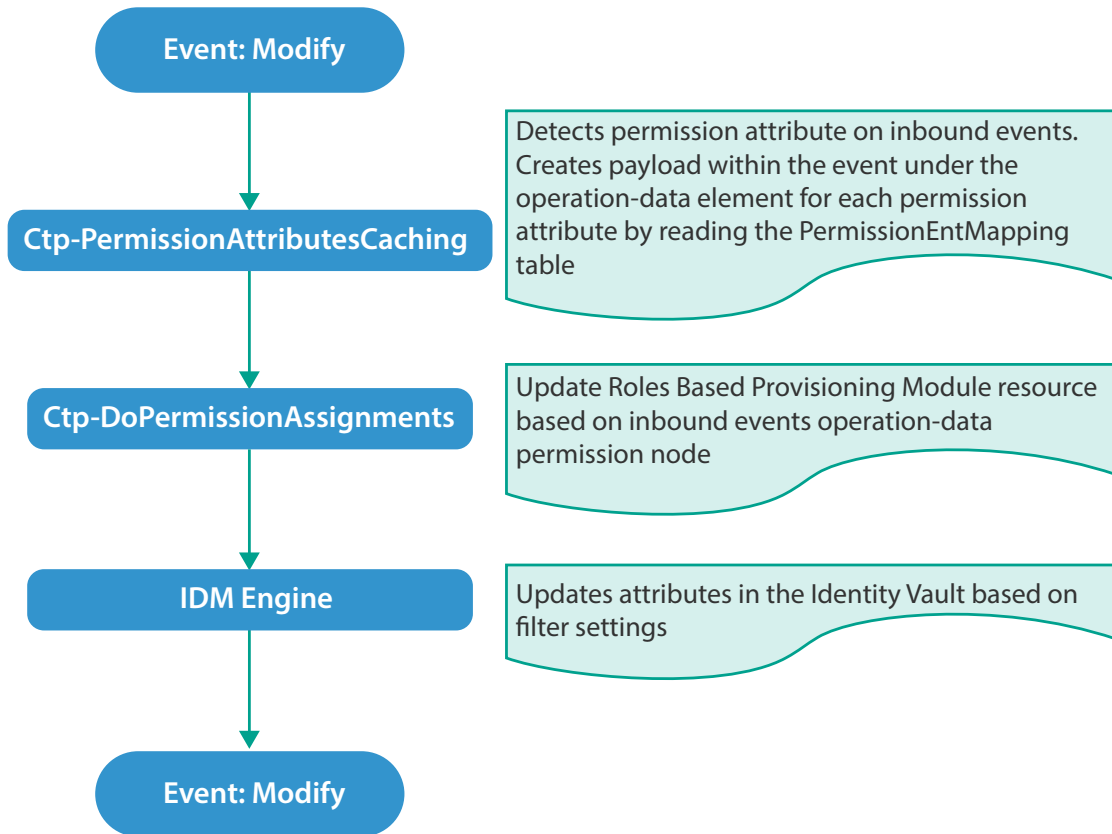 Event: Modify
Detects permission attribute on inbound events.
Creates payload within the event under the
operation-data element for each permission
attribute by reading the PermissionEntMapping
table
Ctp-PermissionAttributesCaching
Update Roles Based Provisioning Module resource
based on inbound events operation-data
permission node
Ctp-DoPermissionAssignments
Updates attributes in the Identity Vault based on
filter settings
IDM Engine
Event: Modify